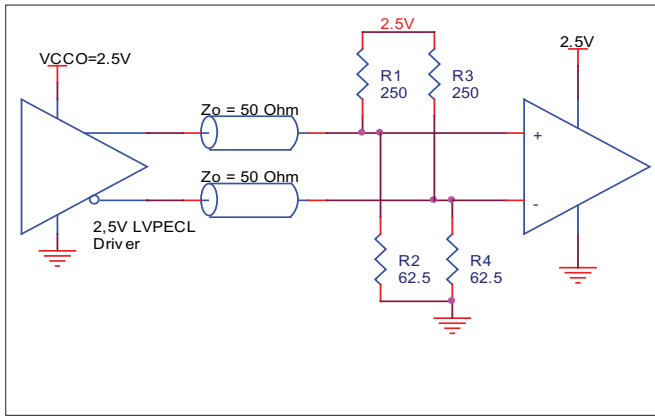 2.5V
VCCO=2.5V
2.5V
R1
250
R3
250
Zo = 50 Ohm
+
Zo = 50 Ohm
-
2,5V LVPECL
Driver
R2
62.5
R4
62.5